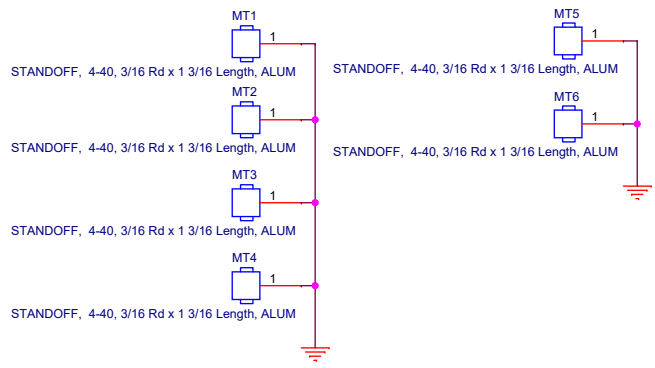 MT1
1
STANDOFF, 4-40, 3/16 Rd x 1 3/16 Length, ALUM
MT2
1
STANDOFF, 4-40, 3/16 Rd x 1 3/16 Length, ALUM
MT3
1
STANDOFF, 4-40, 3/16 Rd x 1 3/16 Length, ALUM
MT4
1
STANDOFF, 4-40, 3/16 Rd x 1 3/16 Length, ALUM
MT5
1
STANDOFF, 4-40, 3/16 Rd x 1 3/16 Length, ALUM
MT6
1
STANDOFF, 4-40, 3/16 Rd x 1 3/16 Length, ALUM